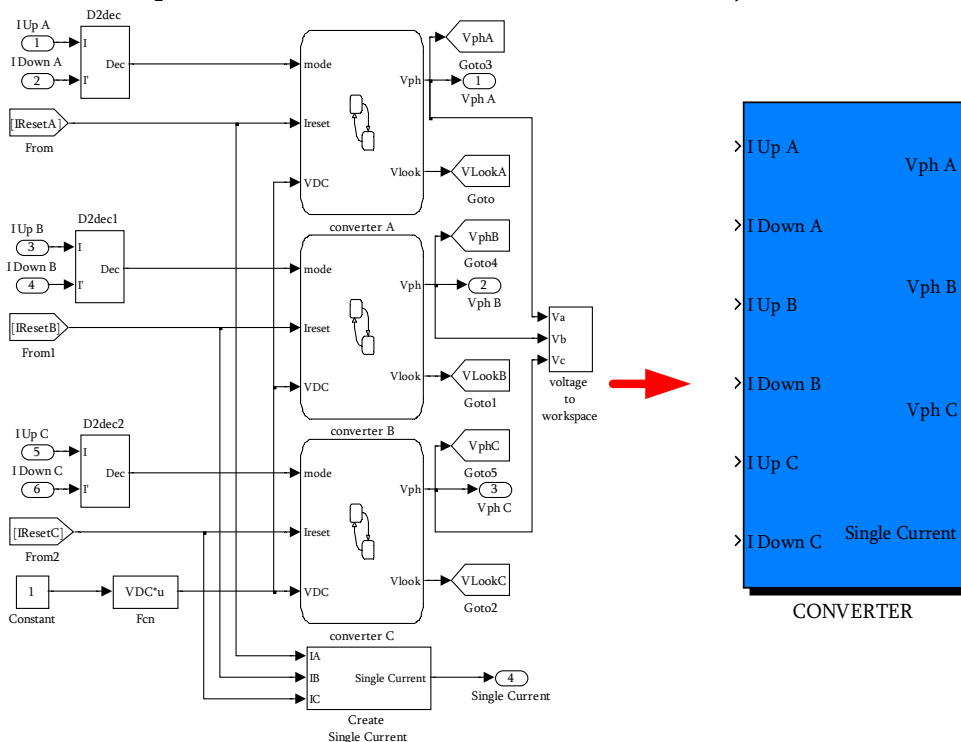 D2dec
I Up A
1
I
I Down A
Dec
2
I'
mode
Vph
VphA
Goto3
1
Vph A
[IResetA]
From
Ireset
VDC
Vlook
VLookA
Goto
converter A
D2dec1
I Up B
3
I
I Down B
Dec
4
I'
mode
Vph
VphB
Goto4
2
Vph B
[IResetB]
From1
Ireset
VDC
Vlook
VLookB
Goto1
converter B
Va
Vb
Vc
voltage
to
workspace
D2dec2
I Up C
5
I
I Down C
Dec
6
I'
mode
Vph
VphC
Goto5
3
Vph C
[IResetC]
From2
Ireset
VDC
Vlook
VLookC
Goto2
converter C
1
Constant
VDC*u
Fcn
IA
IB
IC
Single Current
Create
Single Current
4
Single Current
I Up A
I Down A
I Up B
I Down B
I Up C
I Down C
Vph A
Vph B
Vph C
Single Current
CONVERTER